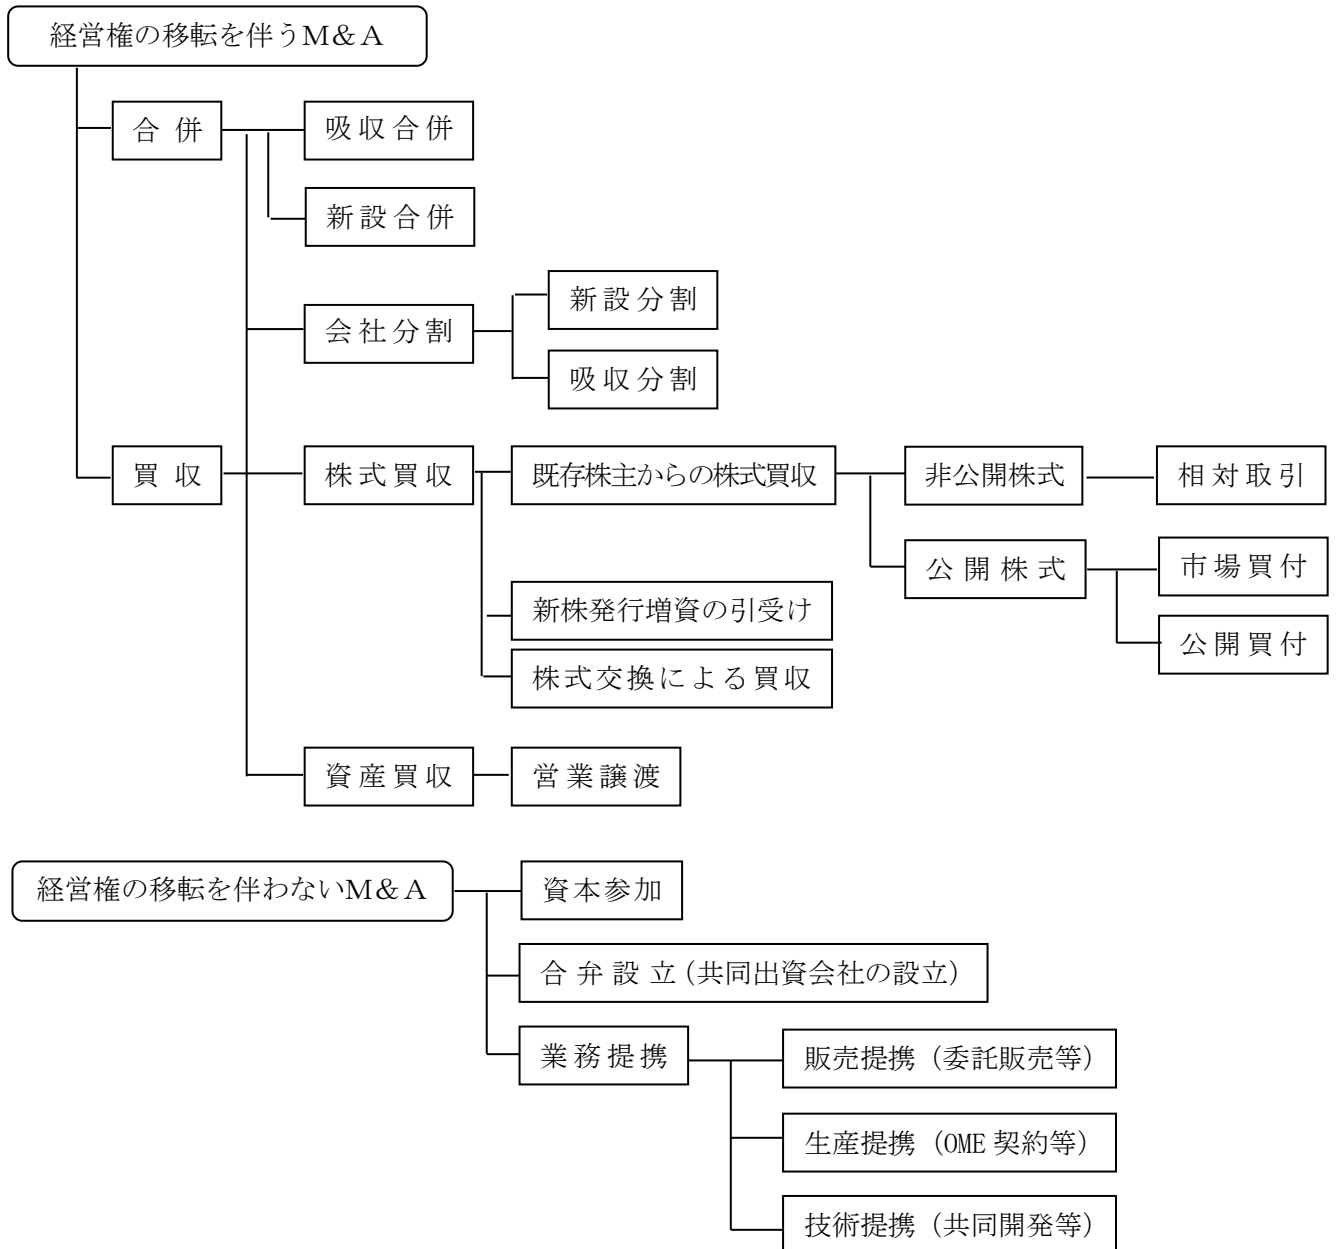 経営権の移転を伴うM&A
合併
吸収合併
新設合併
会社分割
新設分割
吸収分割
買収
株式買収
既存株主からの株式買収
非公開株式
相対取引
公開株式
市場買付
公開買付
新株発行増資の引受け
株式交換による買収
資産買収
営業譲渡
経営権の移転を伴わないM&A
資本参加
合弁設立(共同出資会社の設立)
業務提携
販売提携(委託販売等)
生産提携(OME 契約等)
技術提携(共同開発等)